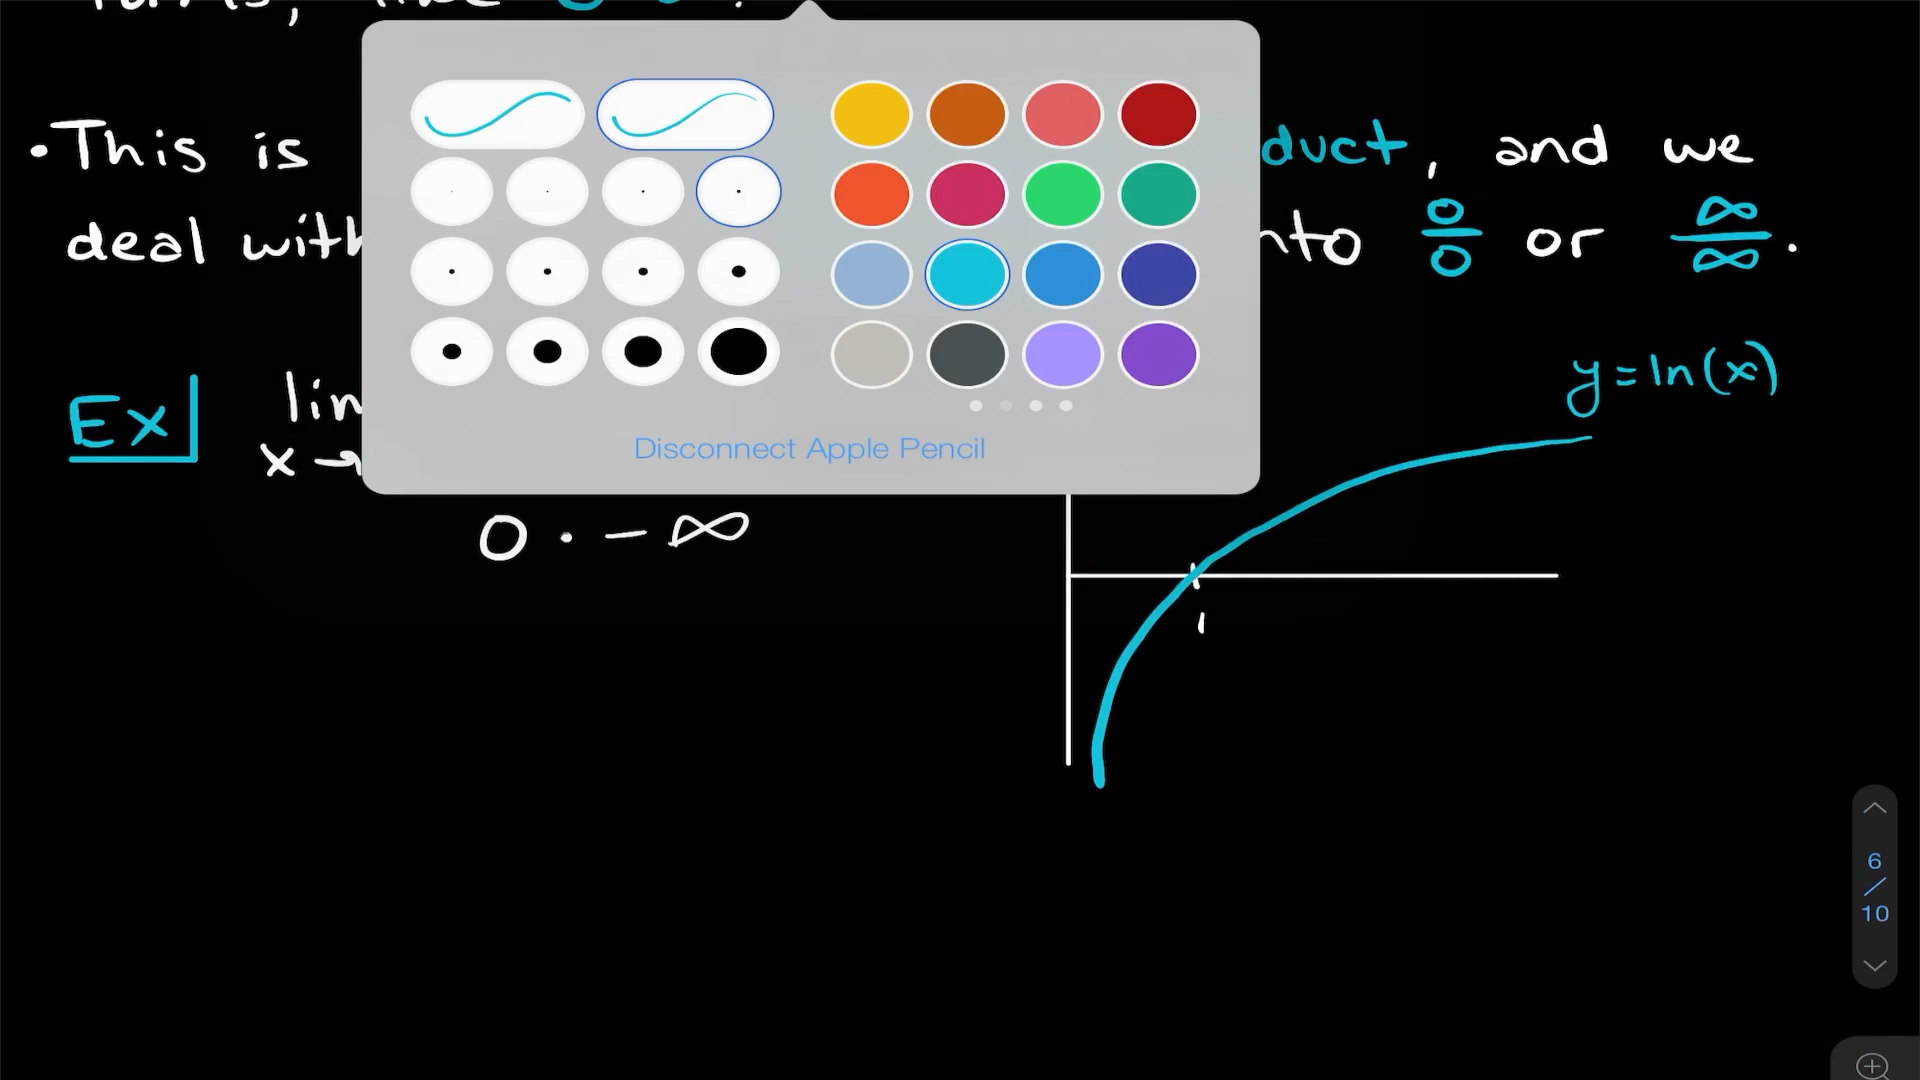 • This is duct, and we
deal with nto 0/0 or ∞/∞.
y = ln(x)
Ex lim
x →
Disconnect Apple Pencil
0 · - ∞
1
6
/
10